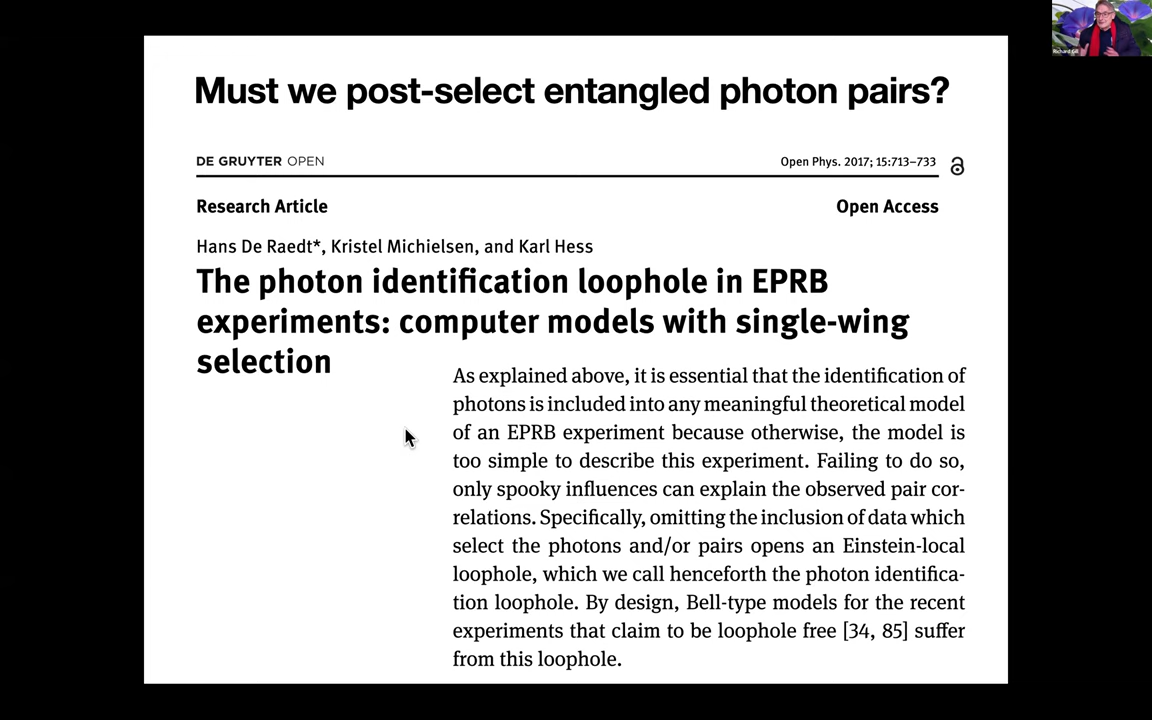 Must we post-select entangled photon pairs?
DE GRUYTER OPEN
Open Phys. 2017; 15:713–733
Research Article
Open Access
Hans De Raedt*, Kristel Michielsen, and Karl Hess
The photon identification loophole in EPRB
experiments: computer models with single-wing
selection
As explained above, it is essential that the identification of
photons is included into any meaningful theoretical model
of an EPRB experiment because otherwise, the model is
too simple to describe this experiment. Failing to do so,
only spooky influences can explain the observed pair cor-
relations. Specifically, omitting the inclusion of data which
select the photons and/or pairs opens an Einstein-local
loophole, which we call henceforth the photon identifica-
tion loophole. By design, Bell-type models for the recent
experiments that claim to be loophole free [34, 85] suffer
from this loophole.
Richard Gill